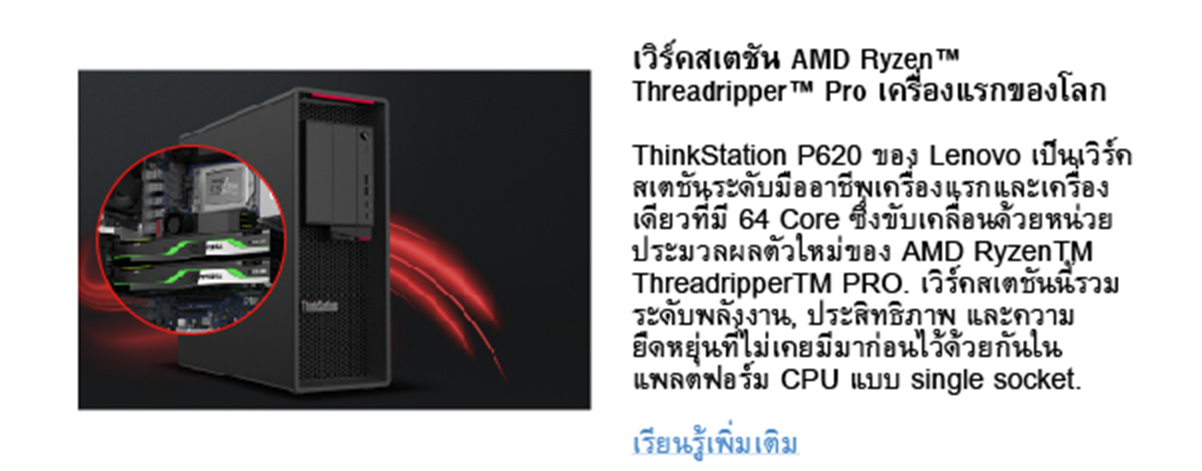 เวิร์คสเตชัน AMD Ryzen™
Threadripper™ Pro เครื่องแรกของโลก
ThinkStation P620 ของ Lenovo เป็นเวิร์ค
สเตชันระดับมืออาชีพเครื่องแรกและเครื่อง
เดียวที่มี 64 Core ซึ่งขับเคลื่อนด้วยหน่วย
ประมวลผลตัวใหม่ของ AMD RyzenTM
ThreadripperTM PRO. เวิร์คสเตชันนี้รวม
ระดับพลังงาน, ประสิทธิภาพ และความ
ยืดหยุ่นที่ไม่เคยมีมาก่อนไว้ด้วยกันใน
แพลตฟอร์ม CPU แบบ single socket.
เรียนรู้เพิ่มเติม
ThinkStation